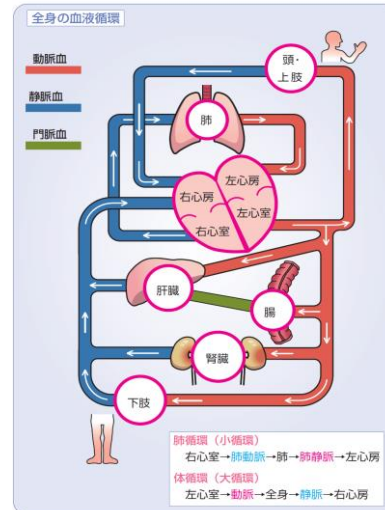 全身の血液循環
動脈血
静脈血
門脈血
頭・
上肢
肺
右心房
左心房
左心室
右心室
肝臓
腸
腎臓
下肢
肺循環（小循環）
右心室→肺動脈→肺→肺静脈→左心房
体循環（大循環）
左心室→動脈→全身→静脈→右心房